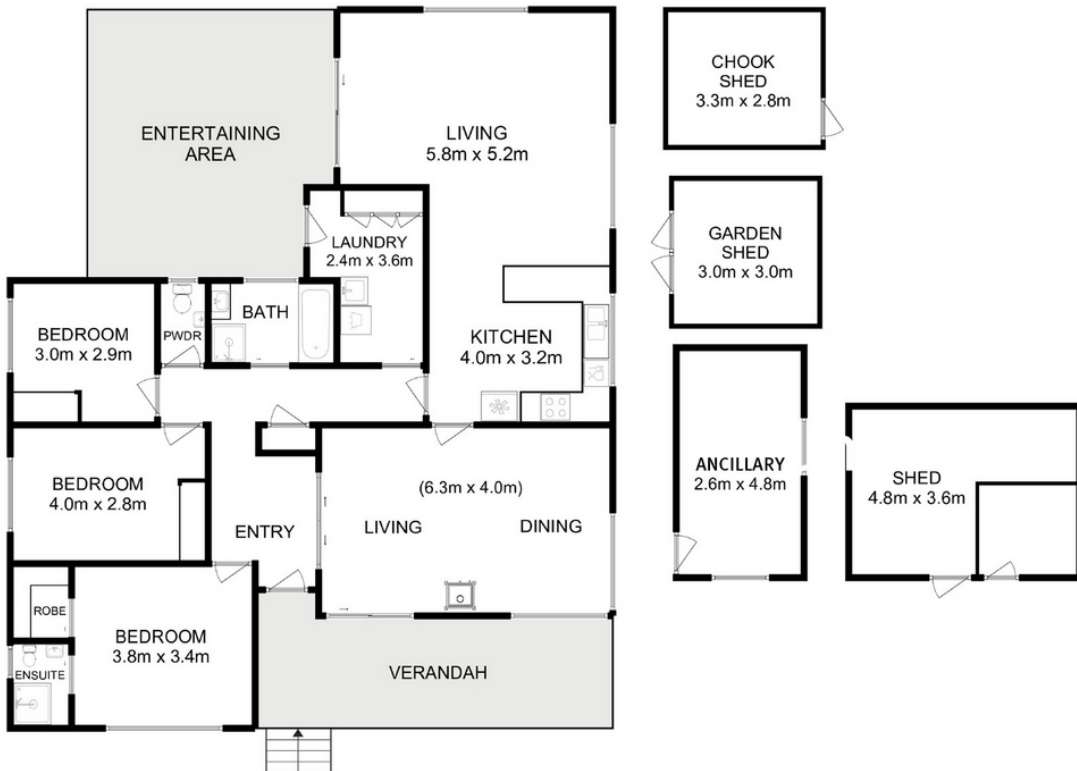 ENTERTAINING
AREA
LIVING
5.8m x 5.2m
CHOOK
SHED
3.3m x 2.8m
LAUNDRY
2.4m x 3.6m
GARDEN
SHED
3.0m x 3.0m
BEDROOM
3.0m x 2.9m
PWDR
BATH
KITCHEN
4.0m x 3.2m
BEDROOM
4.0m x 2.8m
ENTRY
(6.3m x 4.0m)
LIVING
DINING
ANCILLARY
2.6m x 4.8m
SHED
4.8m x 3.6m
ROBE
ENSUITE
BEDROOM
3.8m x 3.4m
VERANDAH